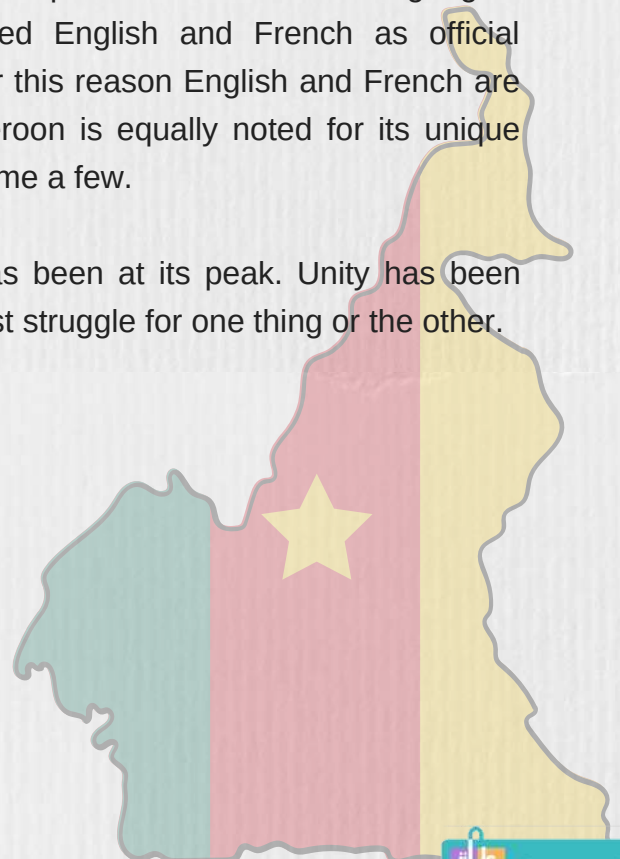 ed English and French as official
r this reason English and French are
roon is equally noted for its unique
me a few.
as been at its peak. Unity has been
st struggle for one thing or the other.